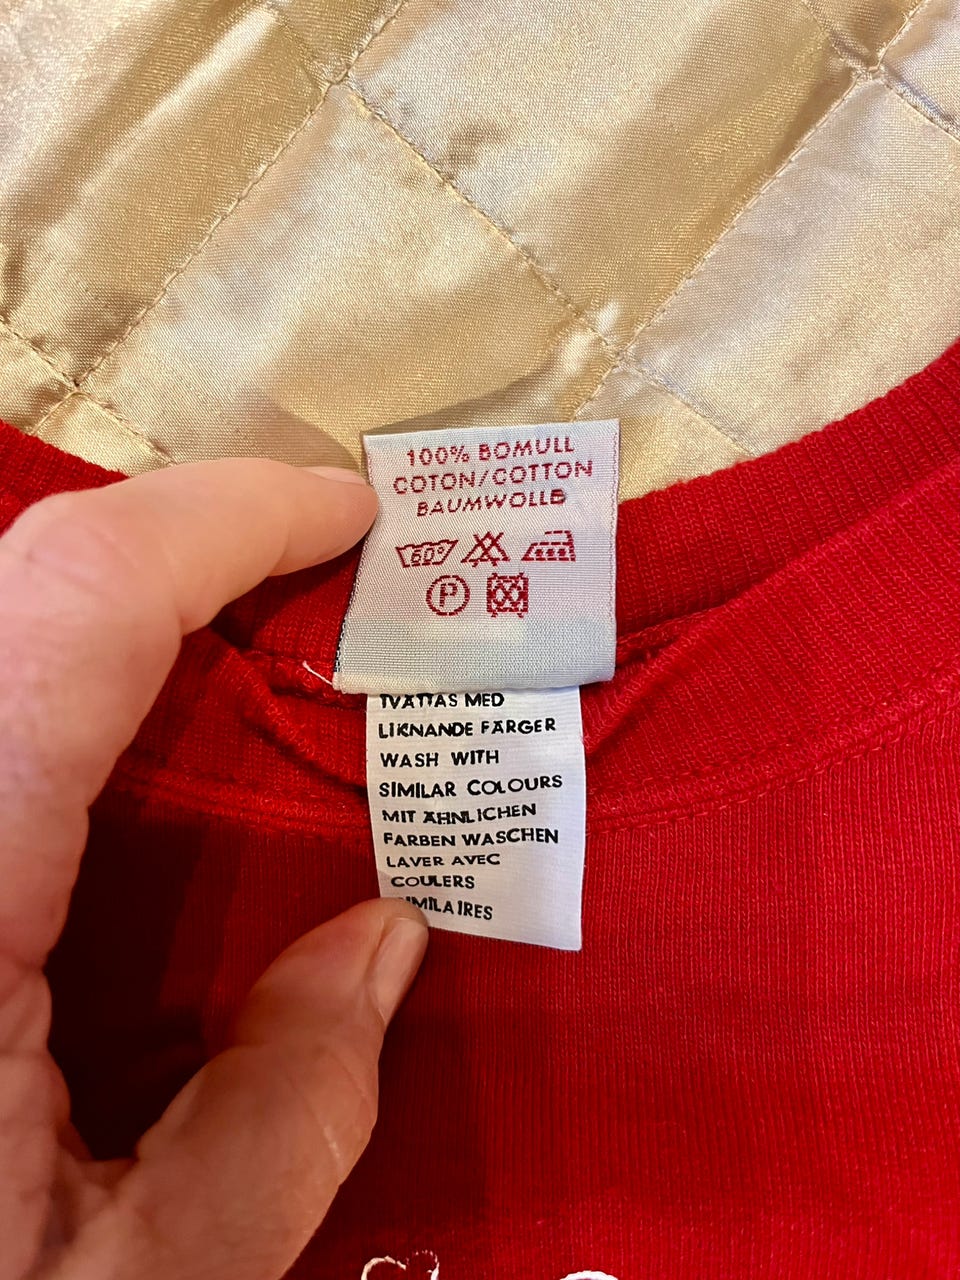 100% BOMULL
COTON/COTTON
BAUMWOLLE
60°
P
TVÄTTAS MED
LIKNANDE FÄRGER
WASH WITH
SIMILAR COLOURS
MIT ÄHNLICHEN
FARBEN WASCHEN
LAVER AVEC
COULERS